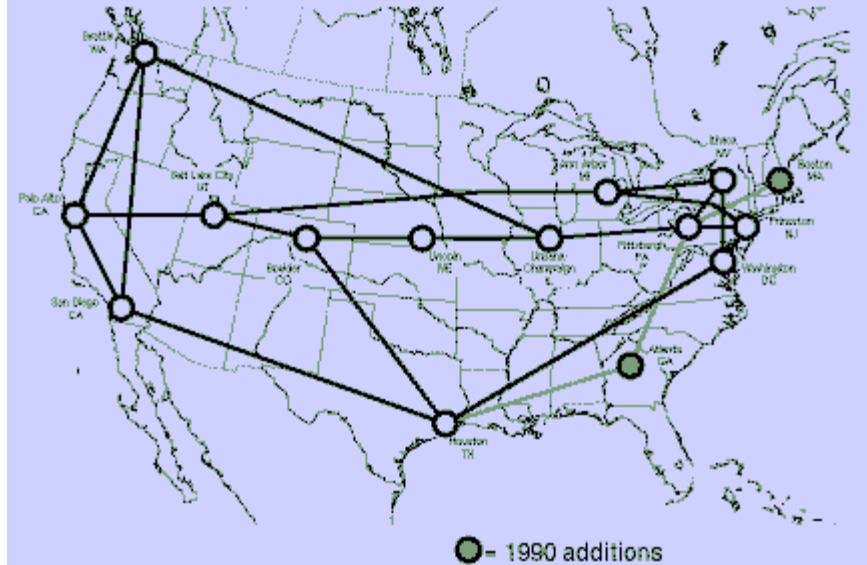 Seattle
WA
Ithaca
NY
Ann Arbor
MI
Boston
MA
Salt Lake City
UT
Palo Alto
CA
Princeton
NJ
Pittsburgh
PA
Boulder
CO
Lincoln
NE
Urbana-
Champaign
IL
Washington
DC
San Diego
CA
Atlanta
GA
Houston
TX
= 1990 additions